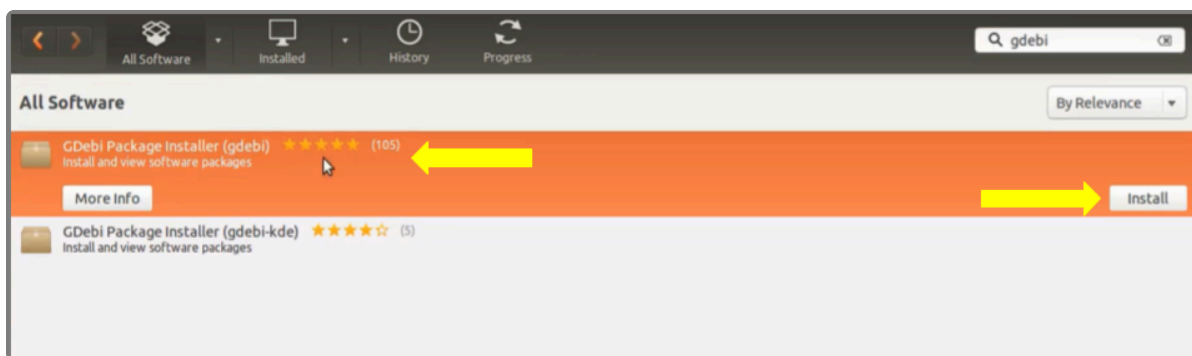 All Software
Installed
History
Progress
gdebi
All Software
By Relevance
GDebi Package Installer (gdebi) (105)
Install and view software packages
More Info
Install
GDebi Package Installer (gdebi-kde) (5)
Install and view software packages